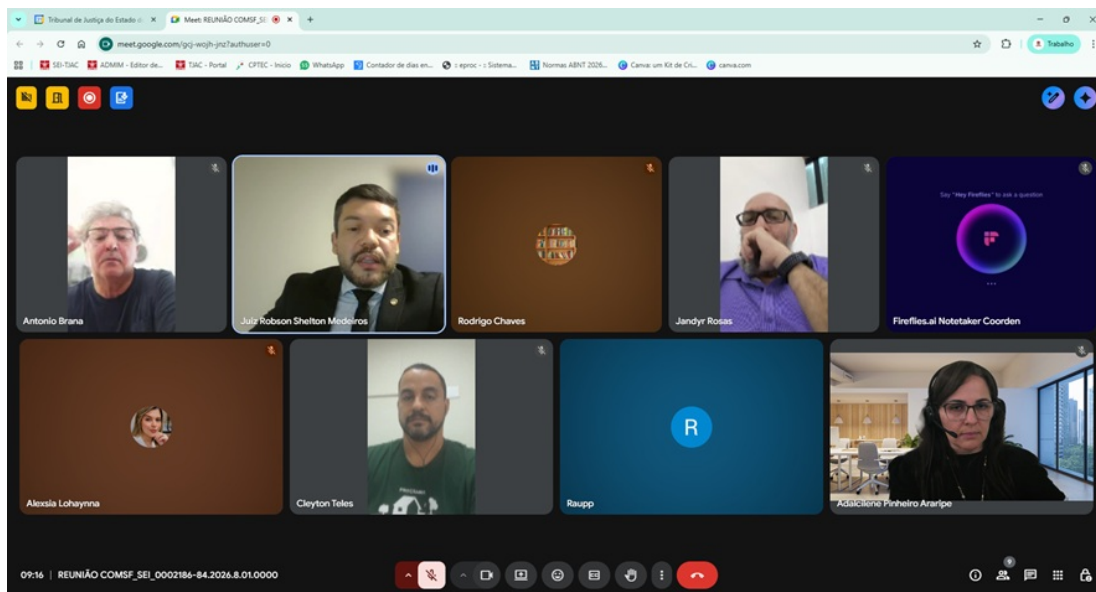 Tribunal de Justiça do Estado d
Meet: REUNIÃO COMSF_SE
meet.google.com/gcj-wojh-jnz?authuser=0
Trabalho
SEI-TJAC
ADMIM - Editor de...
TJAC - Portal
CPTEC - Inicio
WhatsApp
Contador de dias en...
: eproc - : Sistema...
Normas ABNT 2026...
Canva: um Kit de Cri...
canva.com
Say "Hey Fireflies" to ask a question
Antonio Brana
Juiz Robson Shelton Medeiros
Rodrigo Chaves
Jandyr Rosas
Fireflies.ai Notetaker Coorden
R
Alexsia Lohaynna
Cleyton Teles
Raupp
Adalcilene Pinheiro Araripe
09:16 | REUNIÃO COMSF_SEI_0002186-84.2026.8.01.0000
9